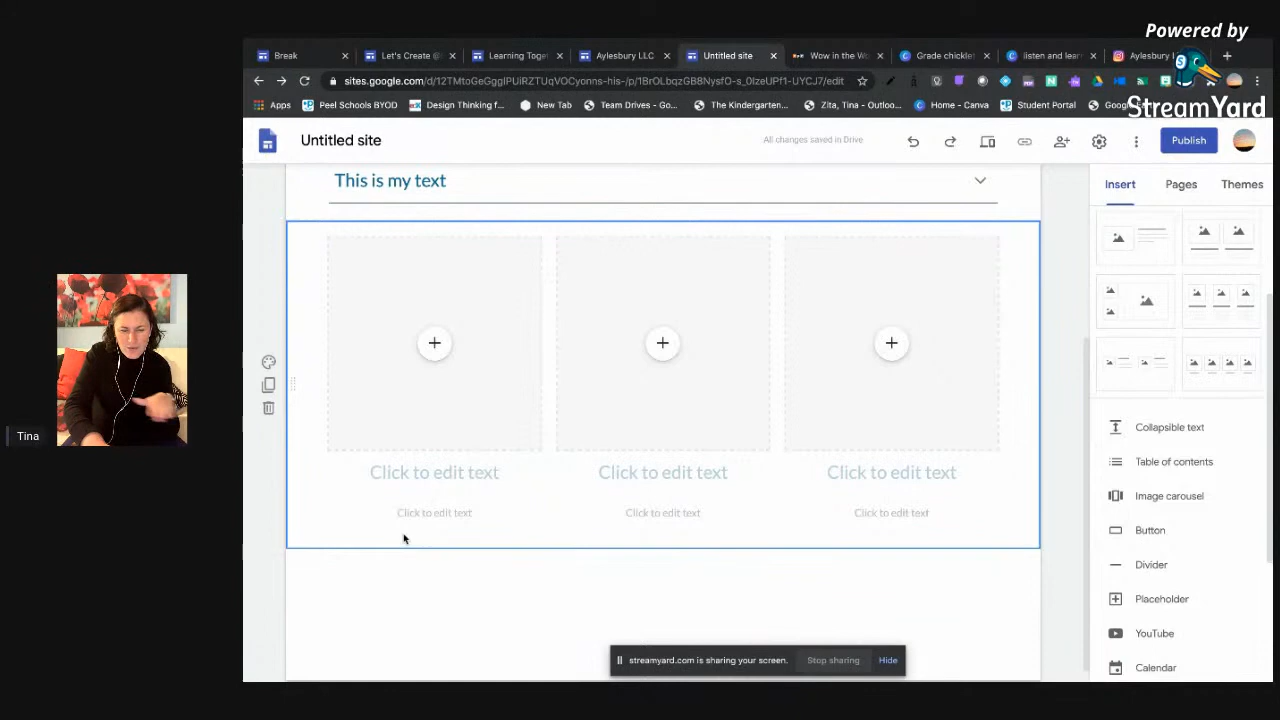 Powered by
StreamYard
Break
Let's Create @
Learning Toget
Aylesbury LLC
Untitled site
Wow in the Wo
Grade chicklet
listen and lear
Aylesbury L
Apps
Peel Schools BYOD
Design Thinking f...
New Tab
Team Drives - Go...
The Kindergarten...
Zita, Tina - Outloo...
Home - Canva
Student Portal
Untitled site
All changes saved in Drive
Publish
This is my text
Insert
Pages
Themes
Click to edit text
Click to edit text
Click to edit text
Click to edit text
Click to edit text
Click to edit text
Collapsible text
Table of contents
Image carousel
Button
Divider
Placeholder
YouTube
Calendar
Tina
streamyard.com is sharing your screen.
Stop sharing
Hide